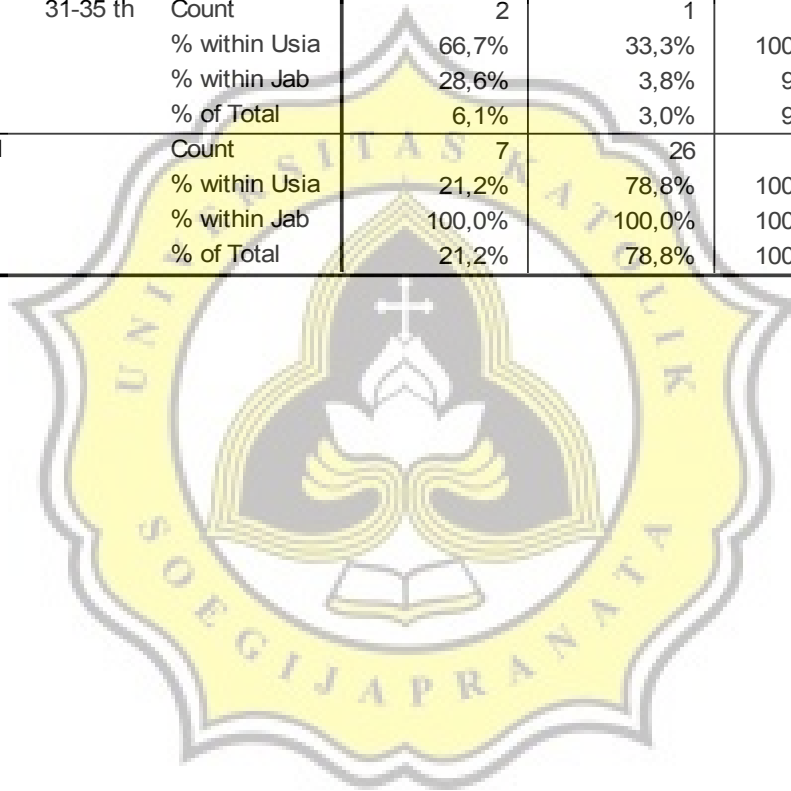 31-35 th Count 2 1
% within Usia 66,7% 33,3% 100
% within Jab 28,6% 3,8% 9
% of Total 6,1% 3,0% 9
Count 7 26
% within Usia 21,2% 78,8% 100
% within Jab 100,0% 100,0% 100
% of Total 21,2% 78,8% 100
UNIVERSITAS KATOLIK
SOEGIJAPRANATA